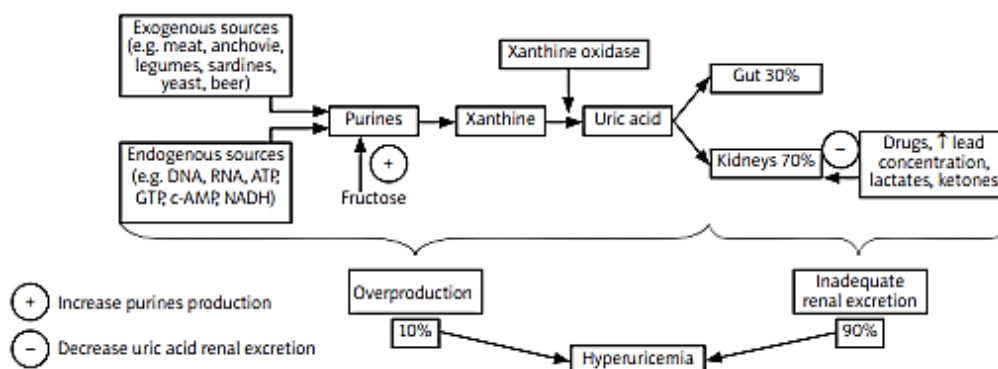 Exogenous sources
(e.g. meat, anchovie,
legumes, sardines,
yeast, beer)
Xanthine oxidase
Gut 30%
Purines
Xanthine
Uric acid
Endogenous sources
(e.g. DNA, RNA, ATP,
GTP, c-AMP, NADH)
+
Fructose
Kidneys 70%
−
Drugs, ↑ lead
concentration,
lactates, ketones
Overproduction
10%
Inadequate
renal excretion
90%
Hyperuricemia
+ Increase purines production
− Decrease uric acid renal excretion